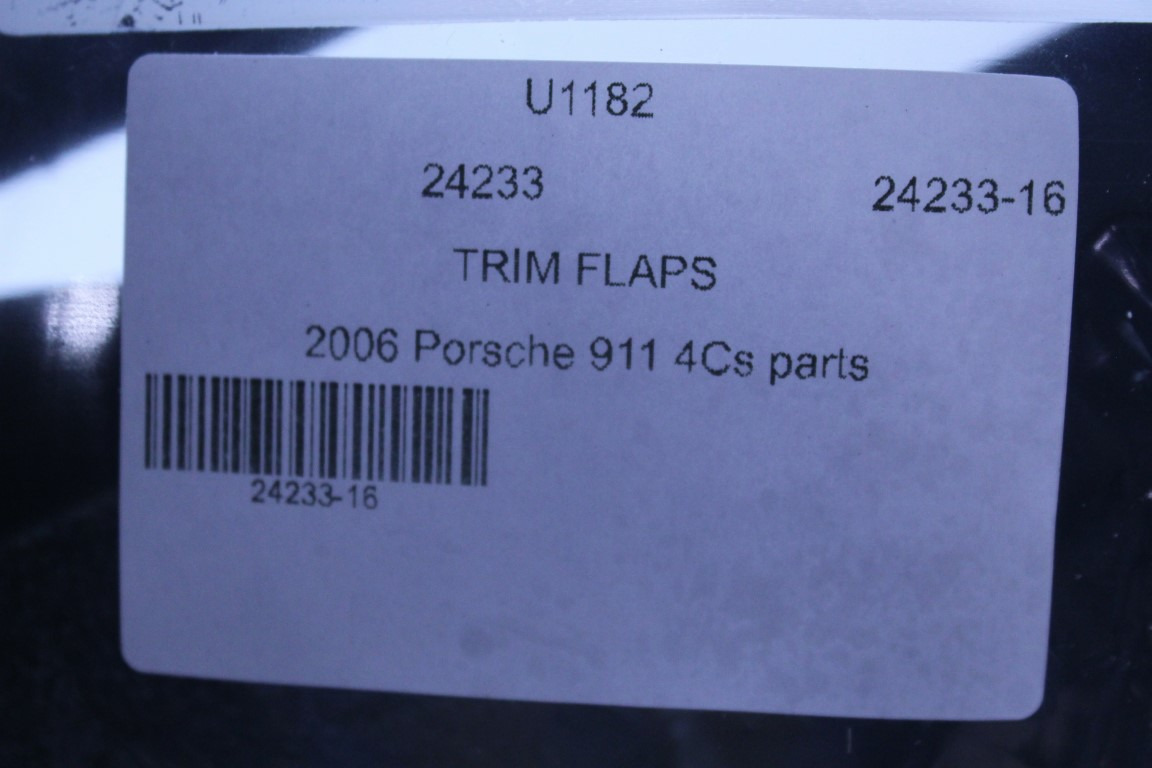 U1182
24233 24233-16
TRIM FLAPS
2006 Porsche 911 4Cs parts
24233-16